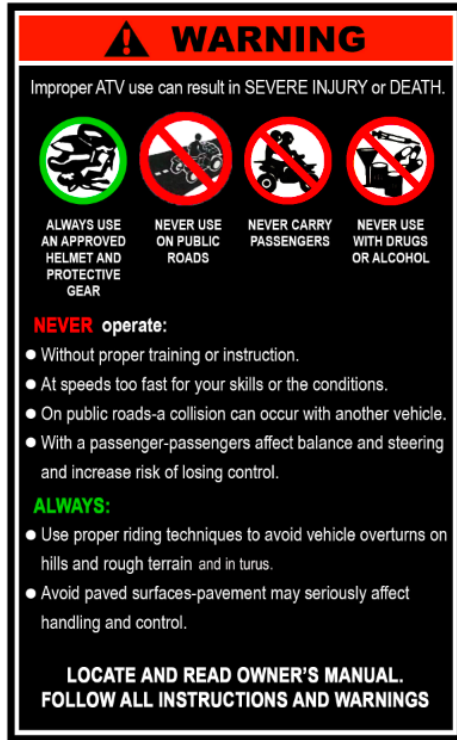 WARNING
Improper ATV use can result in SEVERE INJURY or DEATH.
ALWAYS USE
AN APPROVED
HELMET AND
PROTECTIVE
GEAR
NEVER USE
ON PUBLIC
ROADS
NEVER CARRY
PASSENGERS
NEVER USE
WITH DRUGS
OR ALCOHOL
NEVER operate:
● Without proper training or instruction.
● At speeds too fast for your skills or the conditions.
● On public roads-a collision can occur with another vehicle.
● With a passenger-passengers affect balance and steering
and increase risk of losing control.
ALWAYS:
● Use proper riding techniques to avoid vehicle overturns on
hills and rough terrain and in turus.
● Avoid paved surfaces-pavement may seriously affect
handling and control.
LOCATE AND READ OWNER'S MANUAL.
FOLLOW ALL INSTRUCTIONS AND WARNINGS